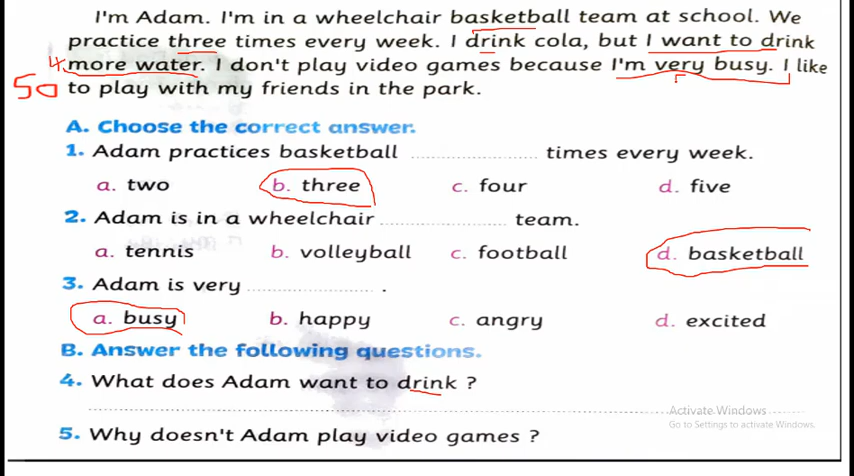 I'm Adam. I'm in a wheelchair basketball team at school. We
practice three times every week. I drink cola, but I want to drink
4 more water. I don't play video games because I'm very busy. I like
to play with my friends in the park.
A. Choose the correct answer.
1. Adam practices basketball .................... times every week.
a. two b. three c. four d. five
2. Adam is in a wheelchair .................... team.
a. tennis b. volleyball c. football d. basketball
3. Adam is very .................... .
a. busy b. happy c. angry d. excited
B. Answer the following questions.
4. What does Adam want to drink ?
Activate Windows
Go to Settings to activate Windows.
5. Why doesn't Adam play video games ?